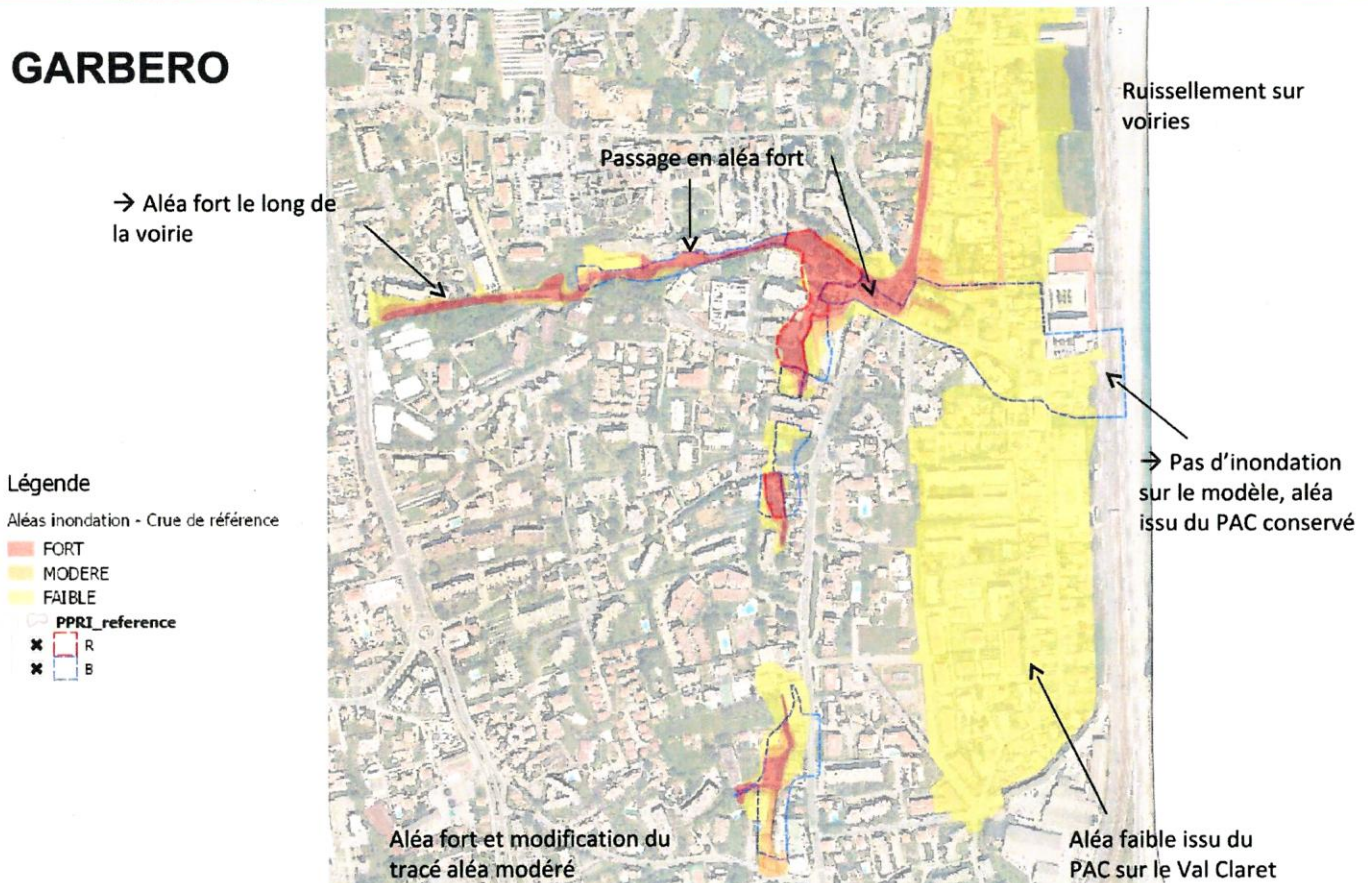 GARBERO
Ruissellement sur
voiries
Passage en aléa fort
→ Aléa fort le long de
la voirie
→ Pas d'inondation
sur le modèle, aléa
issu du PAC conservé
Légende
Aléas inondation - Crue de référence
FORT
MODERE
FAIBLE
PPRI_reference
R
B
Aléa fort et modification du
tracé aléa modéré
Aléa faible issu du
PAC sur le Val Claret